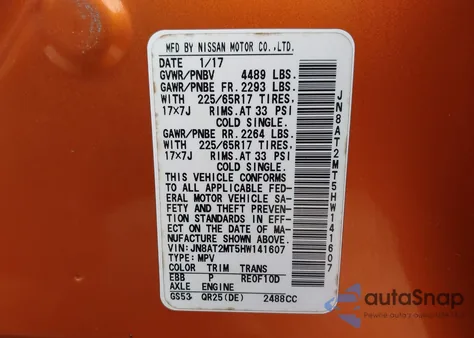 MFD BY NISSAN MOTOR CO.,LTD.
DATE 1/17
GVWR/PNBV 4489 LBS.
GAWR/PNBE FR. 2293 LBS.
WITH 225/65R17 TIRES,
17×7J RIMS,AT 33 PSI
COLD SINGLE.
GAWR/PNBE RR. 2264 LBS.
WITH 225/65R17 TIRES,
17×7J RIMS,AT 33 PSI
COLD SINGLE.
THIS VEHICLE CONFORMS
TO ALL APPLICABLE FED-
ERAL MOTOR VEHICLE SA-
FETY AND THEFT PREVEN-
TION STANDARDS IN EFF-
ECT ON THE DATE OF MA-
NUFACTURE SHOWN ABOVE.
VIN: JN8AT2MT5HW141607
TYPE: MPV
COLOR TRIM TRANS
EBB P RE0F10D
AXLE ENGINE
GS53 QR25(DE) 2488CC
JN8AT2MT5HW141607
autaSnap